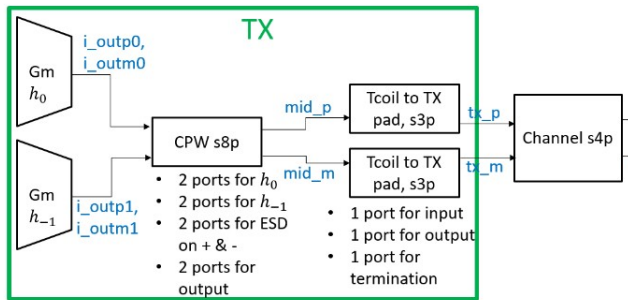 TX
Gm
h₀
i_outp0,
i_outm0
Gm
h₋₁
i_outp1,
i_outm1
CPW s8p
• 2 ports for h₀
• 2 ports for h₋₁
• 2 ports for ESD
on + & -
• 2 ports for
output
mid_p
mid_m
Tcoil to TX
pad, s3p
Tcoil to TX
pad, s3p
• 1 port for input
• 1 port for output
• 1 port for
termination
tx_p
tx_m
Channel s4p